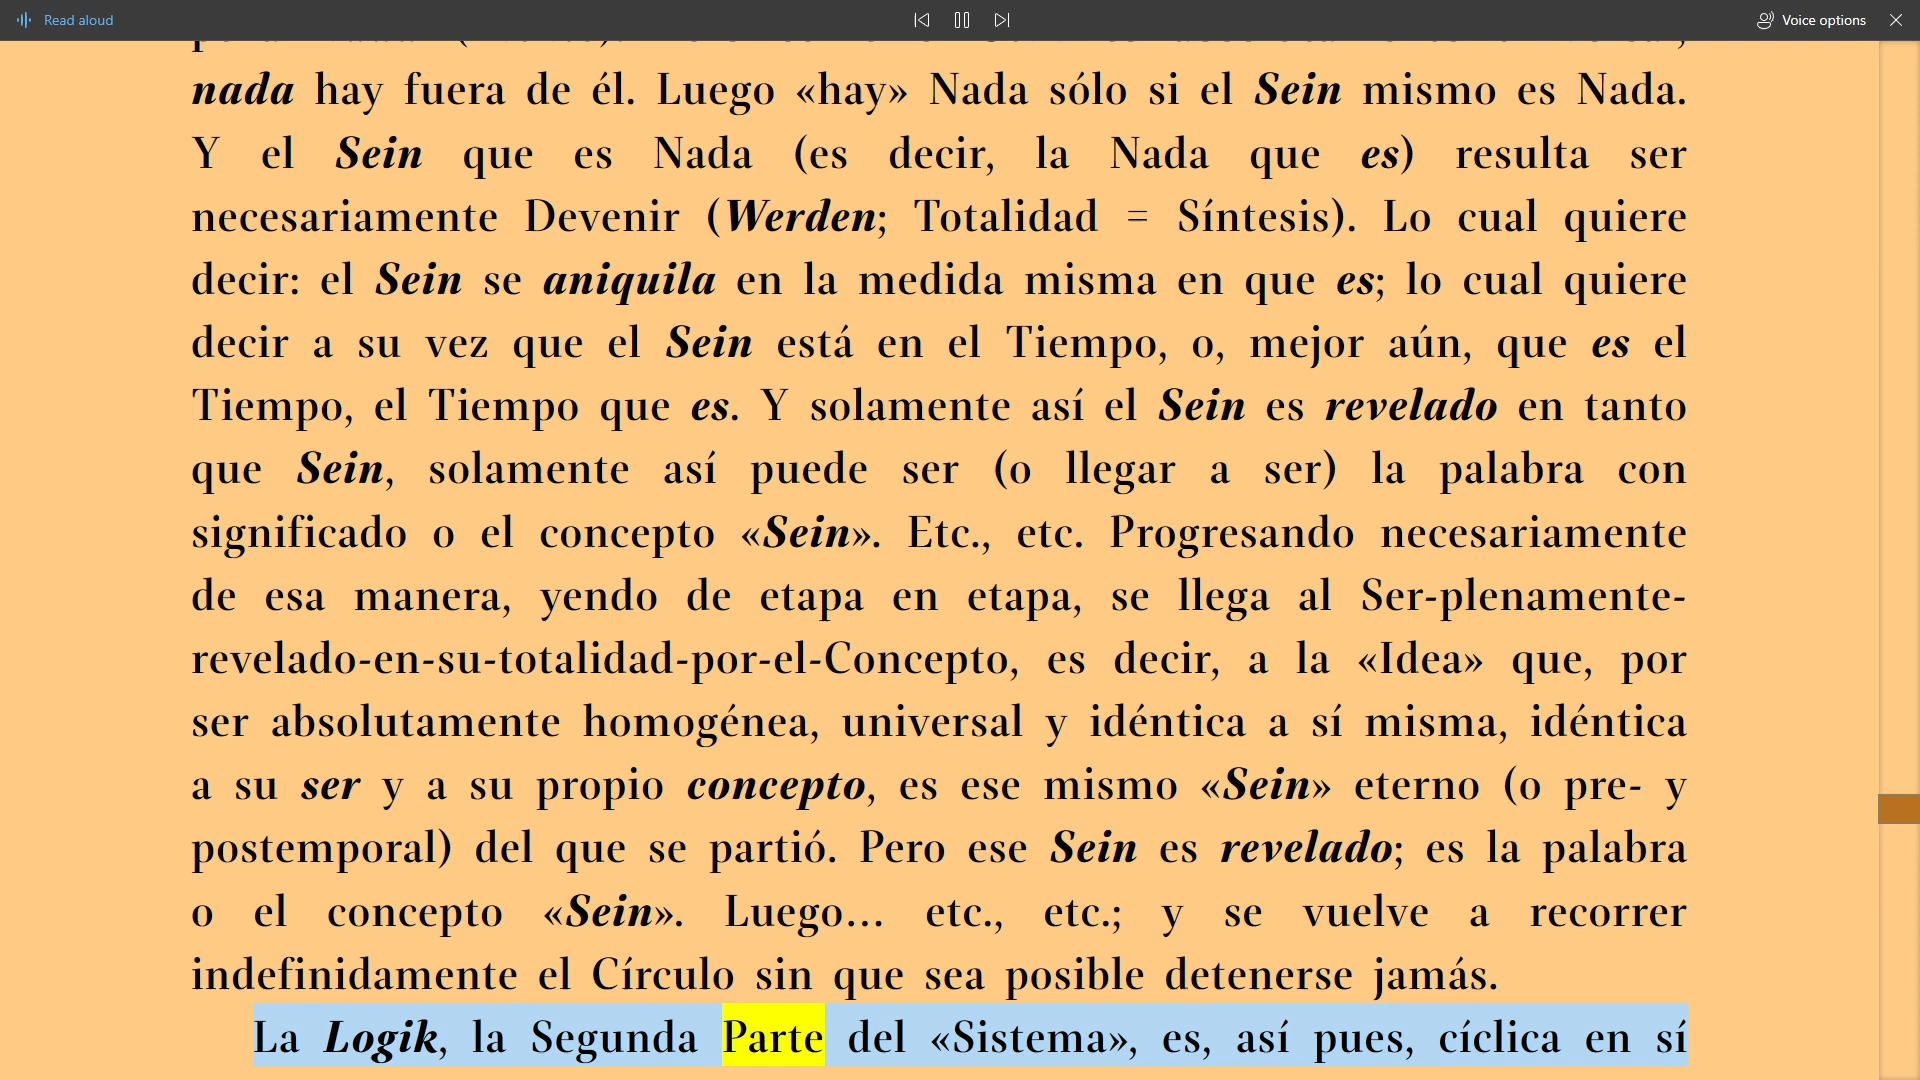 Read aloud
Voice options
nada hay fuera de él. Luego «hay» Nada sólo si el Sein mismo es Nada.
Y el Sein que es Nada (es decir, la Nada que es) resulta ser
necesariamente Devenir (Werden; Totalidad = Síntesis). Lo cual quiere
decir: el Sein se aniquila en la medida misma en que es; lo cual quiere
decir a su vez que el Sein está en el Tiempo, o, mejor aún, que es el
Tiempo, el Tiempo que es. Y solamente así el Sein es revelado en tanto
que Sein, solamente así puede ser (o llegar a ser) la palabra con
significado o el concepto «Sein». Etc., etc. Progresando necesariamente
de esa manera, yendo de etapa en etapa, se llega al Ser-plenamente-
revelado-en-su-totalidad-por-el-Concepto, es decir, a la «Idea» que, por
ser absolutamente homogénea, universal y idéntica a sí misma, idéntica
a su ser y a su propio concepto, es ese mismo «Sein» eterno (o pre- y
postemporal) del que se partió. Pero ese Sein es revelado; es la palabra
o el concepto «Sein». Luego... etc., etc.; y se vuelve a recorrer
indefinidamente el Círculo sin que sea posible detenerse jamás.
La Logik, la Segunda Parte del «Sistema», es, así pues, cíclica en sí